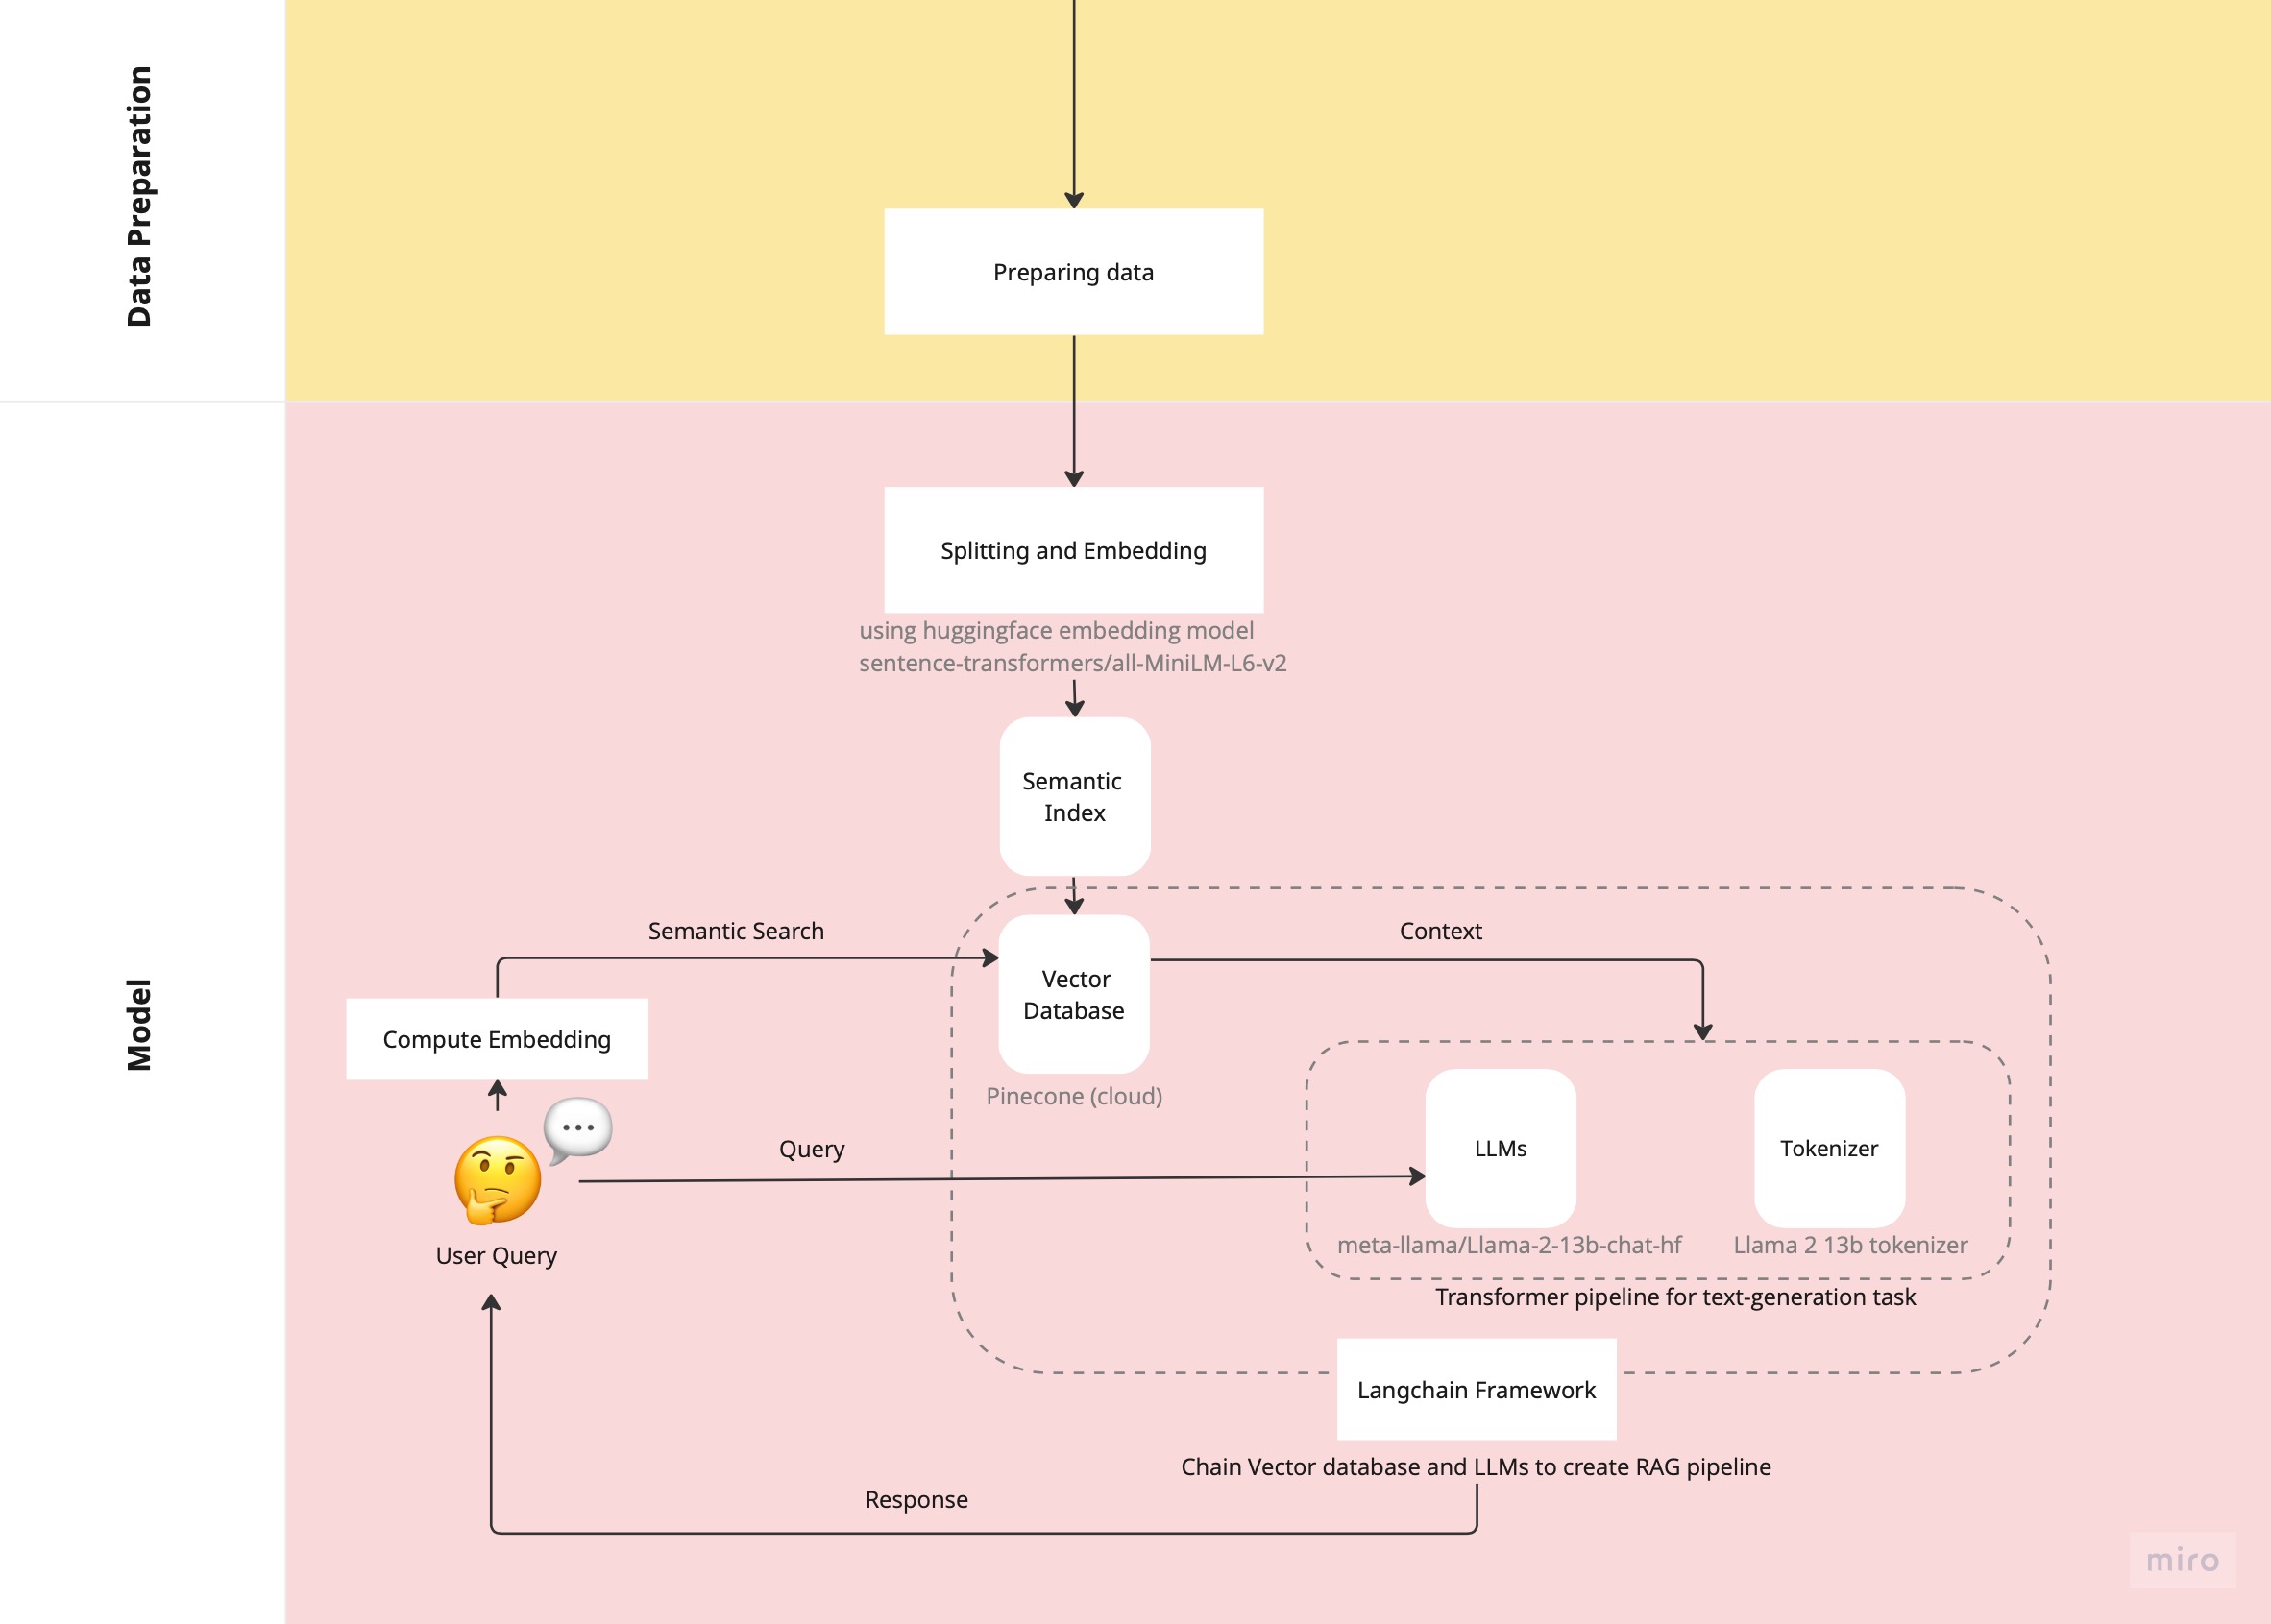 Data Preparation
Preparing data
Model
Splitting and Embedding
using huggingface embedding model
sentence-transformers/all-MiniLM-L6-v2
Semantic
Index
Semantic Search
Context
Vector
Database
Pinecone (cloud)
Compute Embedding
Query
User Query
LLMs
meta-llama/Llama-2-13b-chat-hf
Tokenizer
Llama 2 13b tokenizer
Transformer pipeline for text-generation task
Langchain Framework
Chain Vector database and LLMs to create RAG pipeline
Response
miro